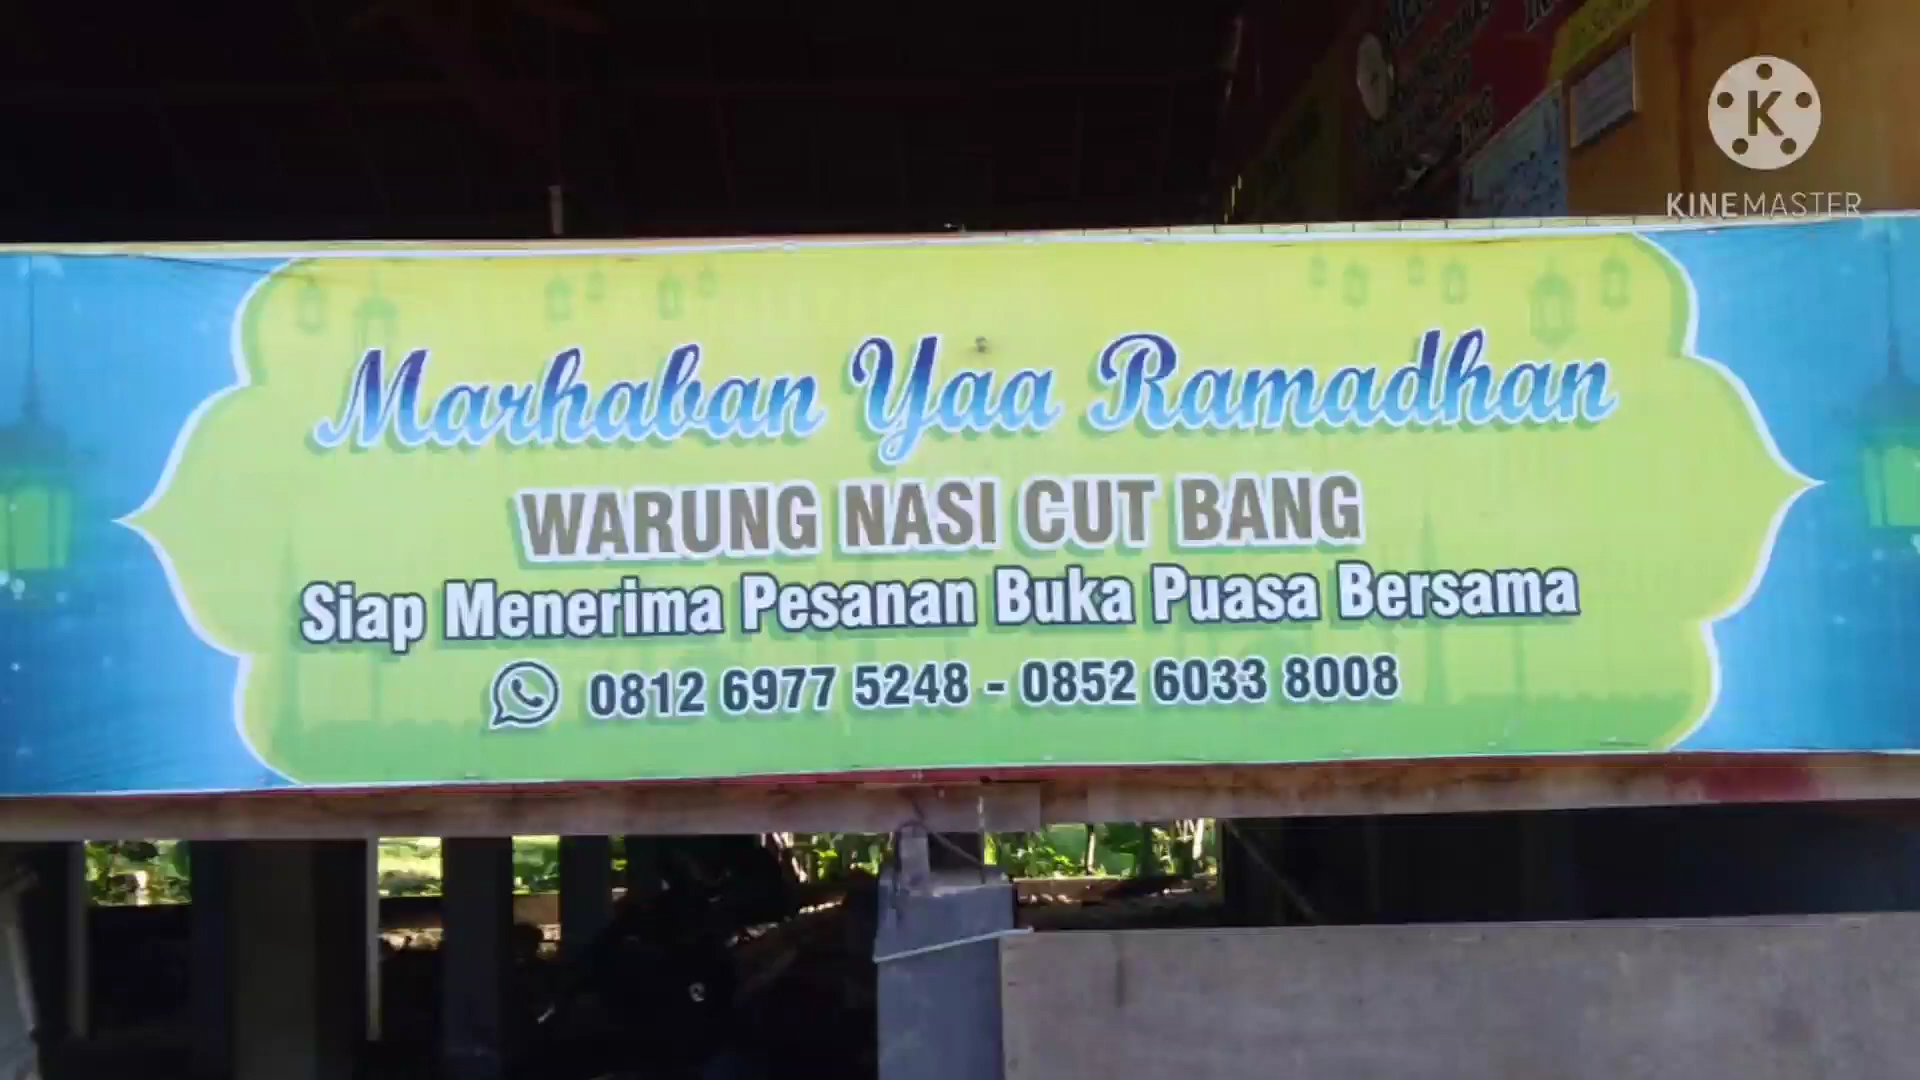 K
KINEMASTER
Marhaban Yaa Ramadhan
WARUNG NASI CUT BANG
Siap Menerima Pesanan Buka Puasa Bersama
0812 6977 5248 - 0852 6033 8008